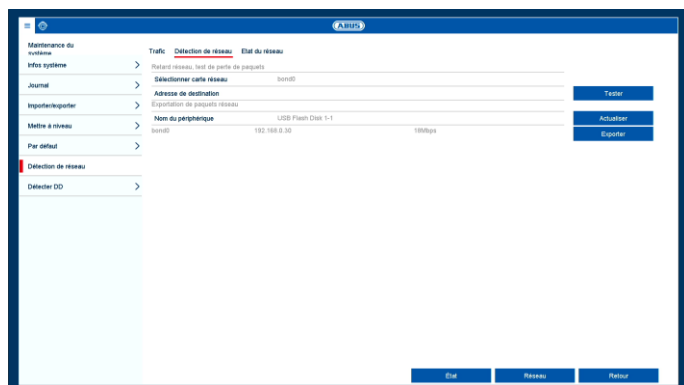 ABUS
Maintenance du
système
Infos système
Journal
Importer/exporter
Mettre à niveau
Par défaut
Détection de réseau
Détecter DD
Trafic Détection de réseau Etat du réseau
Retard réseau, test de perte de paquets
Sélectionner carte réseau bond0
Adresse de destination Tester
Exportation de paquets réseau
Nom du périphérique USB Flash Disk 1-1 Actualiser
bond0 192.168.0.30 18Mbps Exporter
État Réseau Retour